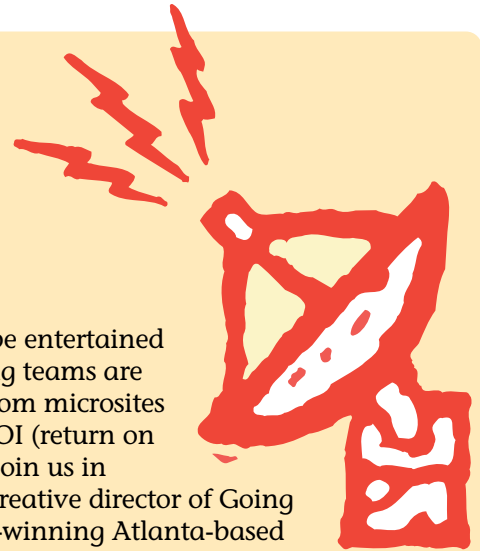 be entertained
g teams are
om microsites
OI (return on
oin us in
reative director of Going
-winning Atlanta-based